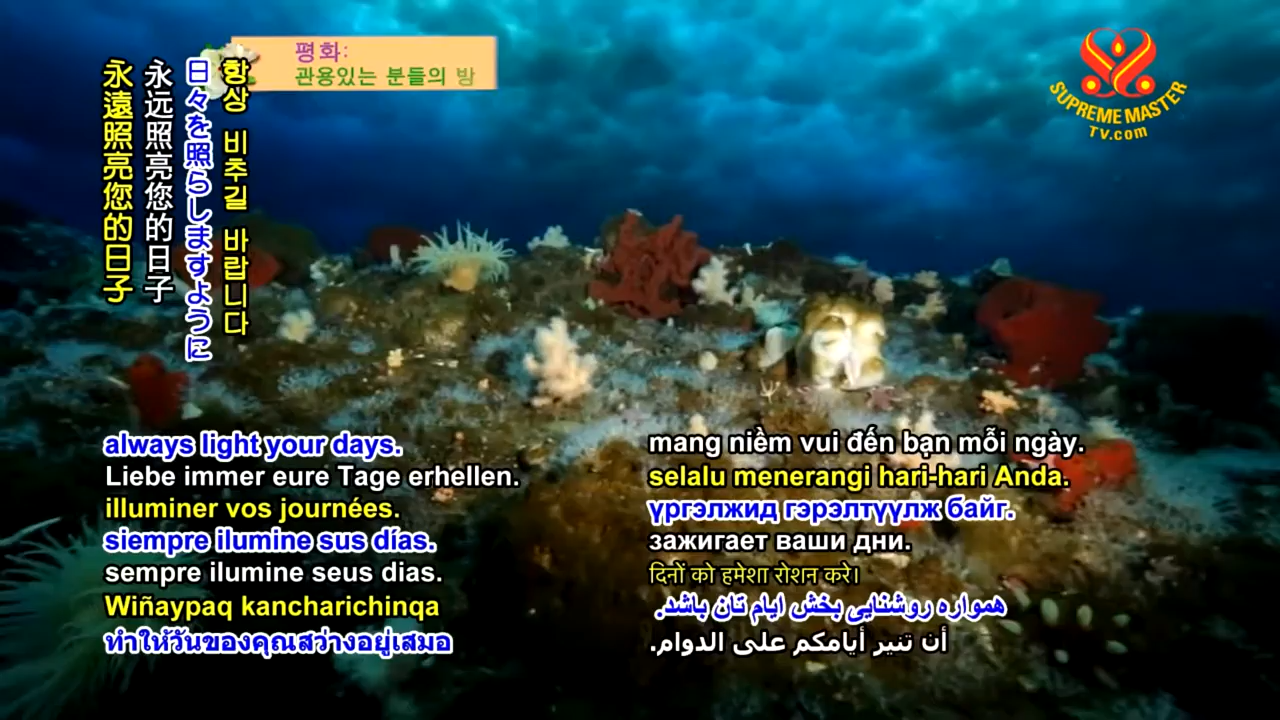 평화:
관용있는 분들의 방
SUPREME MASTER
TV.com
항상 비추길 바랍니다
日々を照らしますように
永远照亮您的日子
永遠照亮您的日子
always light your days.
Liebe immer eure Tage erhellen.
illuminer vos journées.
siempre ilumine sus días.
sempre ilumine seus dias.
Wiñaypaq kancharichinqa
ทำให้วันของคุณสว่างอยู่เสมอ
mang niềm vui đến bạn mỗi ngày.
selalu menerangi hari-hari Anda.
үргэлжид гэрэлтүүлж байг.
зажигает ваши дни.
दिनों को हमेशा रोशन करे।
همواره روشنایی بخش ایام تان باشد.
أن تنير أيامكم على الدوام.